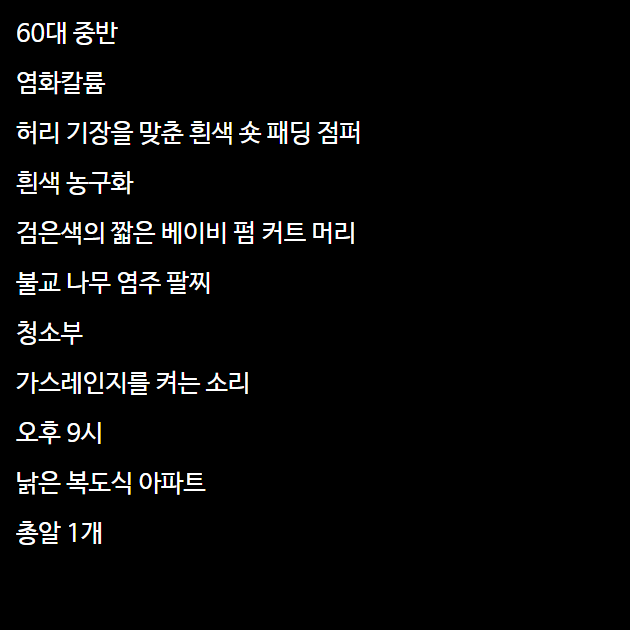 60대 중반
염화칼륨
허리 기장을 맞춘 흰색 숏 패딩 점퍼
흰색 농구화
검은색의 짧은 베이비 펌 커트 머리
불교 나무 염주 팔찌
청소부
가스레인지를 켜는 소리
오후 9시
낡은 복도식 아파트
총알 1개